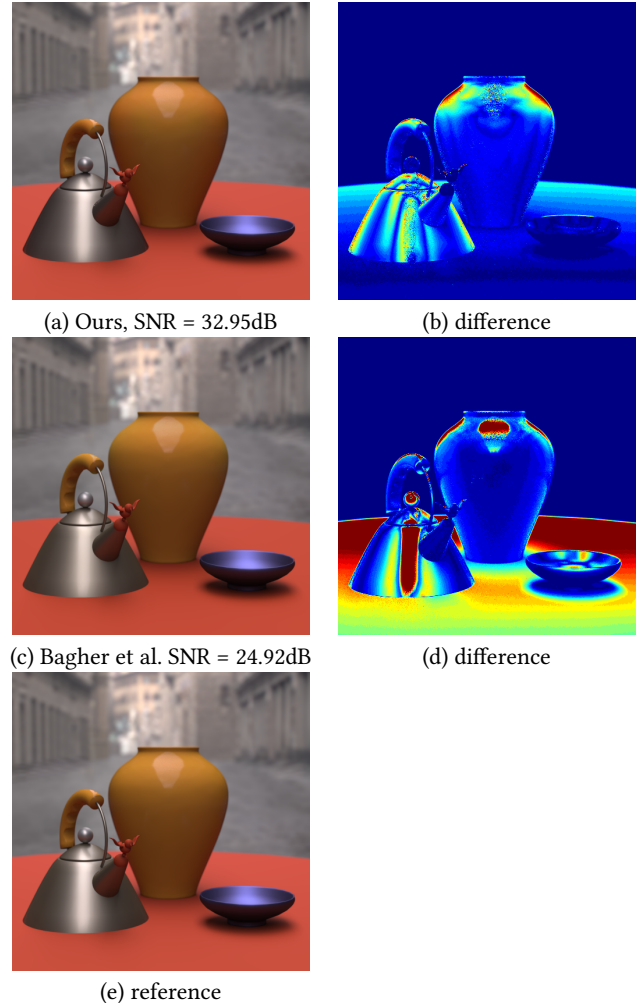 (a) Ours, SNR = 32.95dB
(b) difference
(c) Bagher et al. SNR = 24.92dB
(d) difference
(e) reference